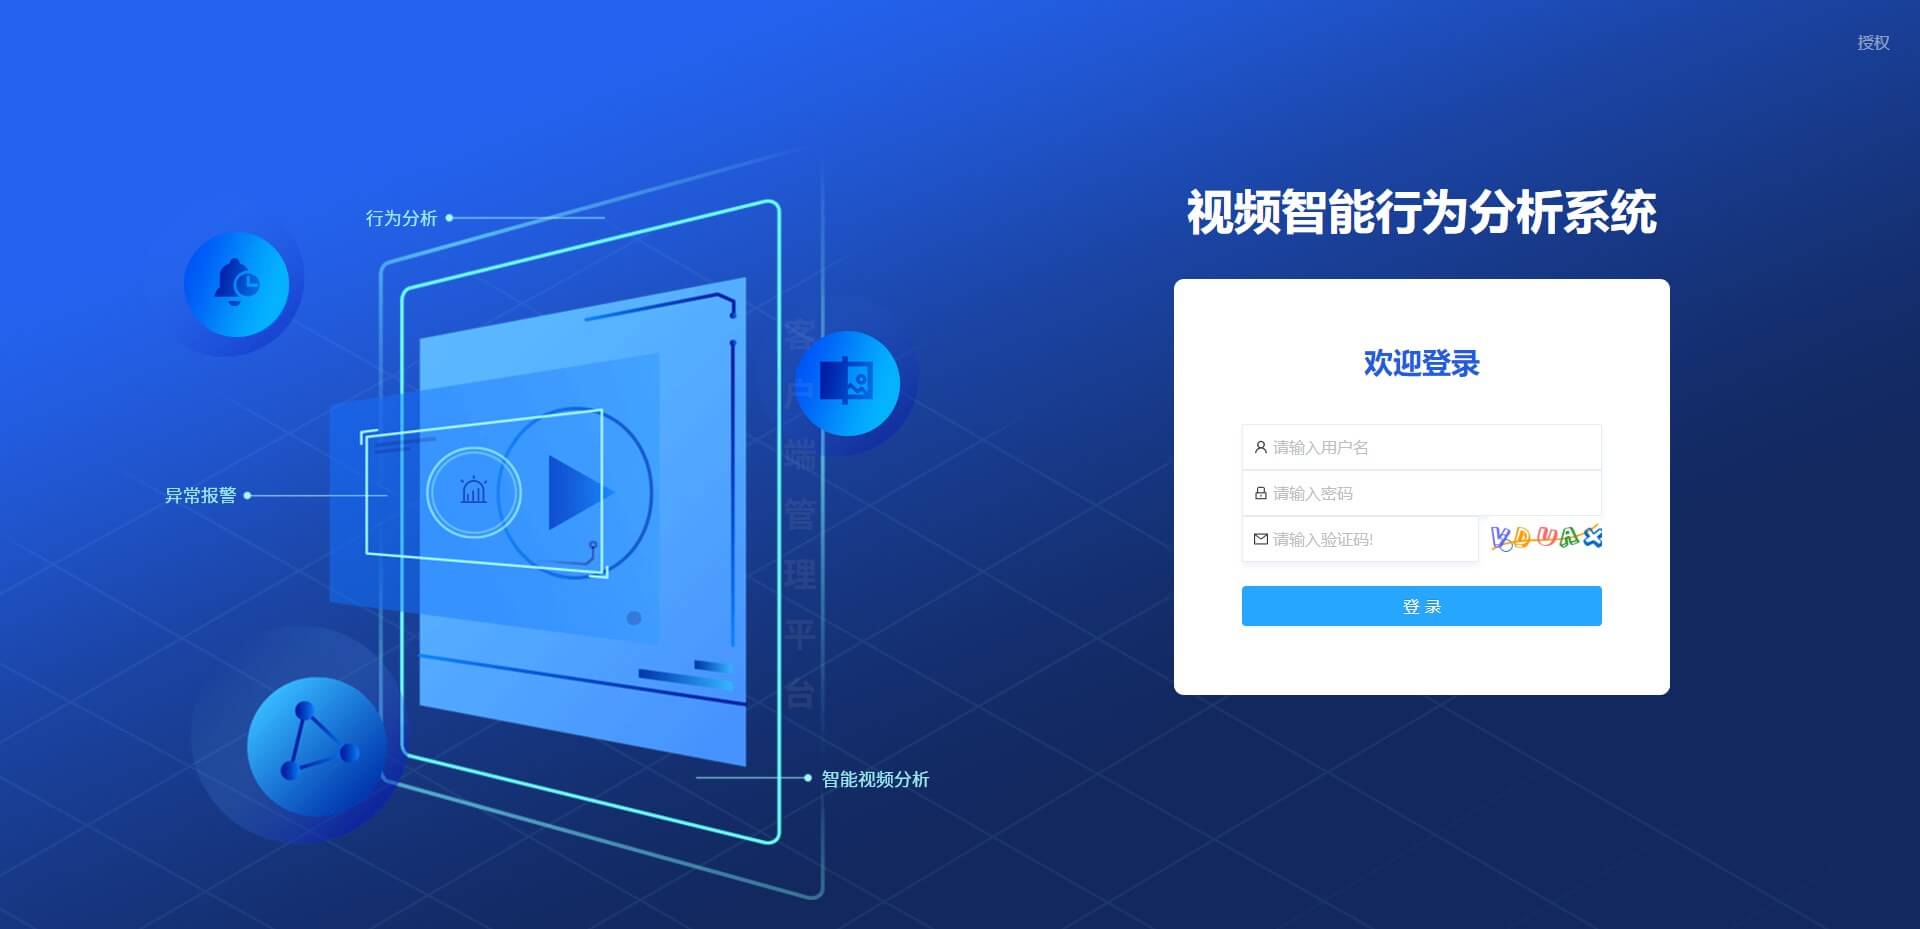 授权
行为分析
异常报警
智能视频分析
客户端管理平台
视频智能行为分析系统
欢迎登录
请输入用户名
请输入密码
请输入验证码!
VDUAX
登 录